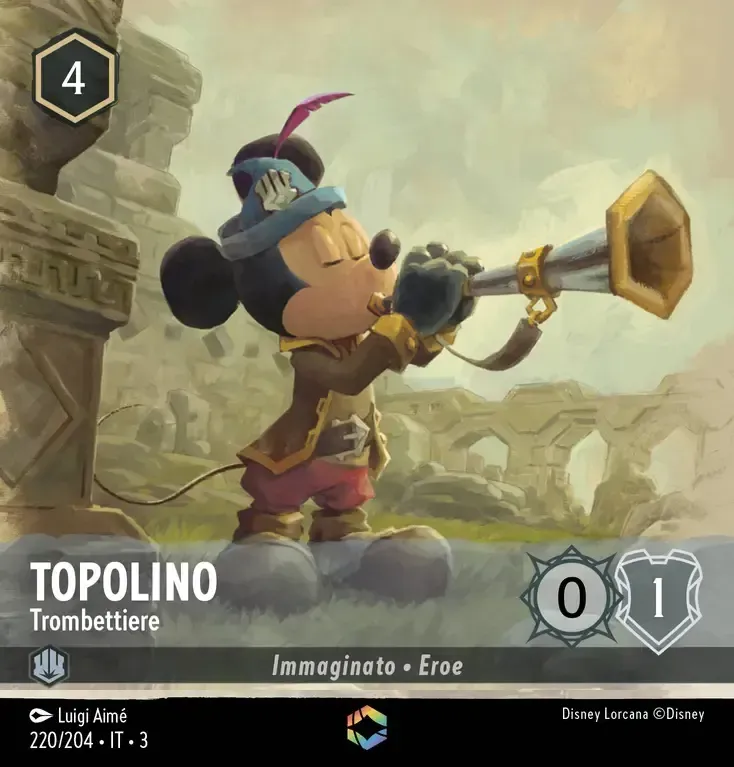 4
TOPOLINO
Trombettiere
0 1
Immaginato • Eroe
Luigi Aimé
220/204 • IT • 3
Disney Lorcana ©Disney